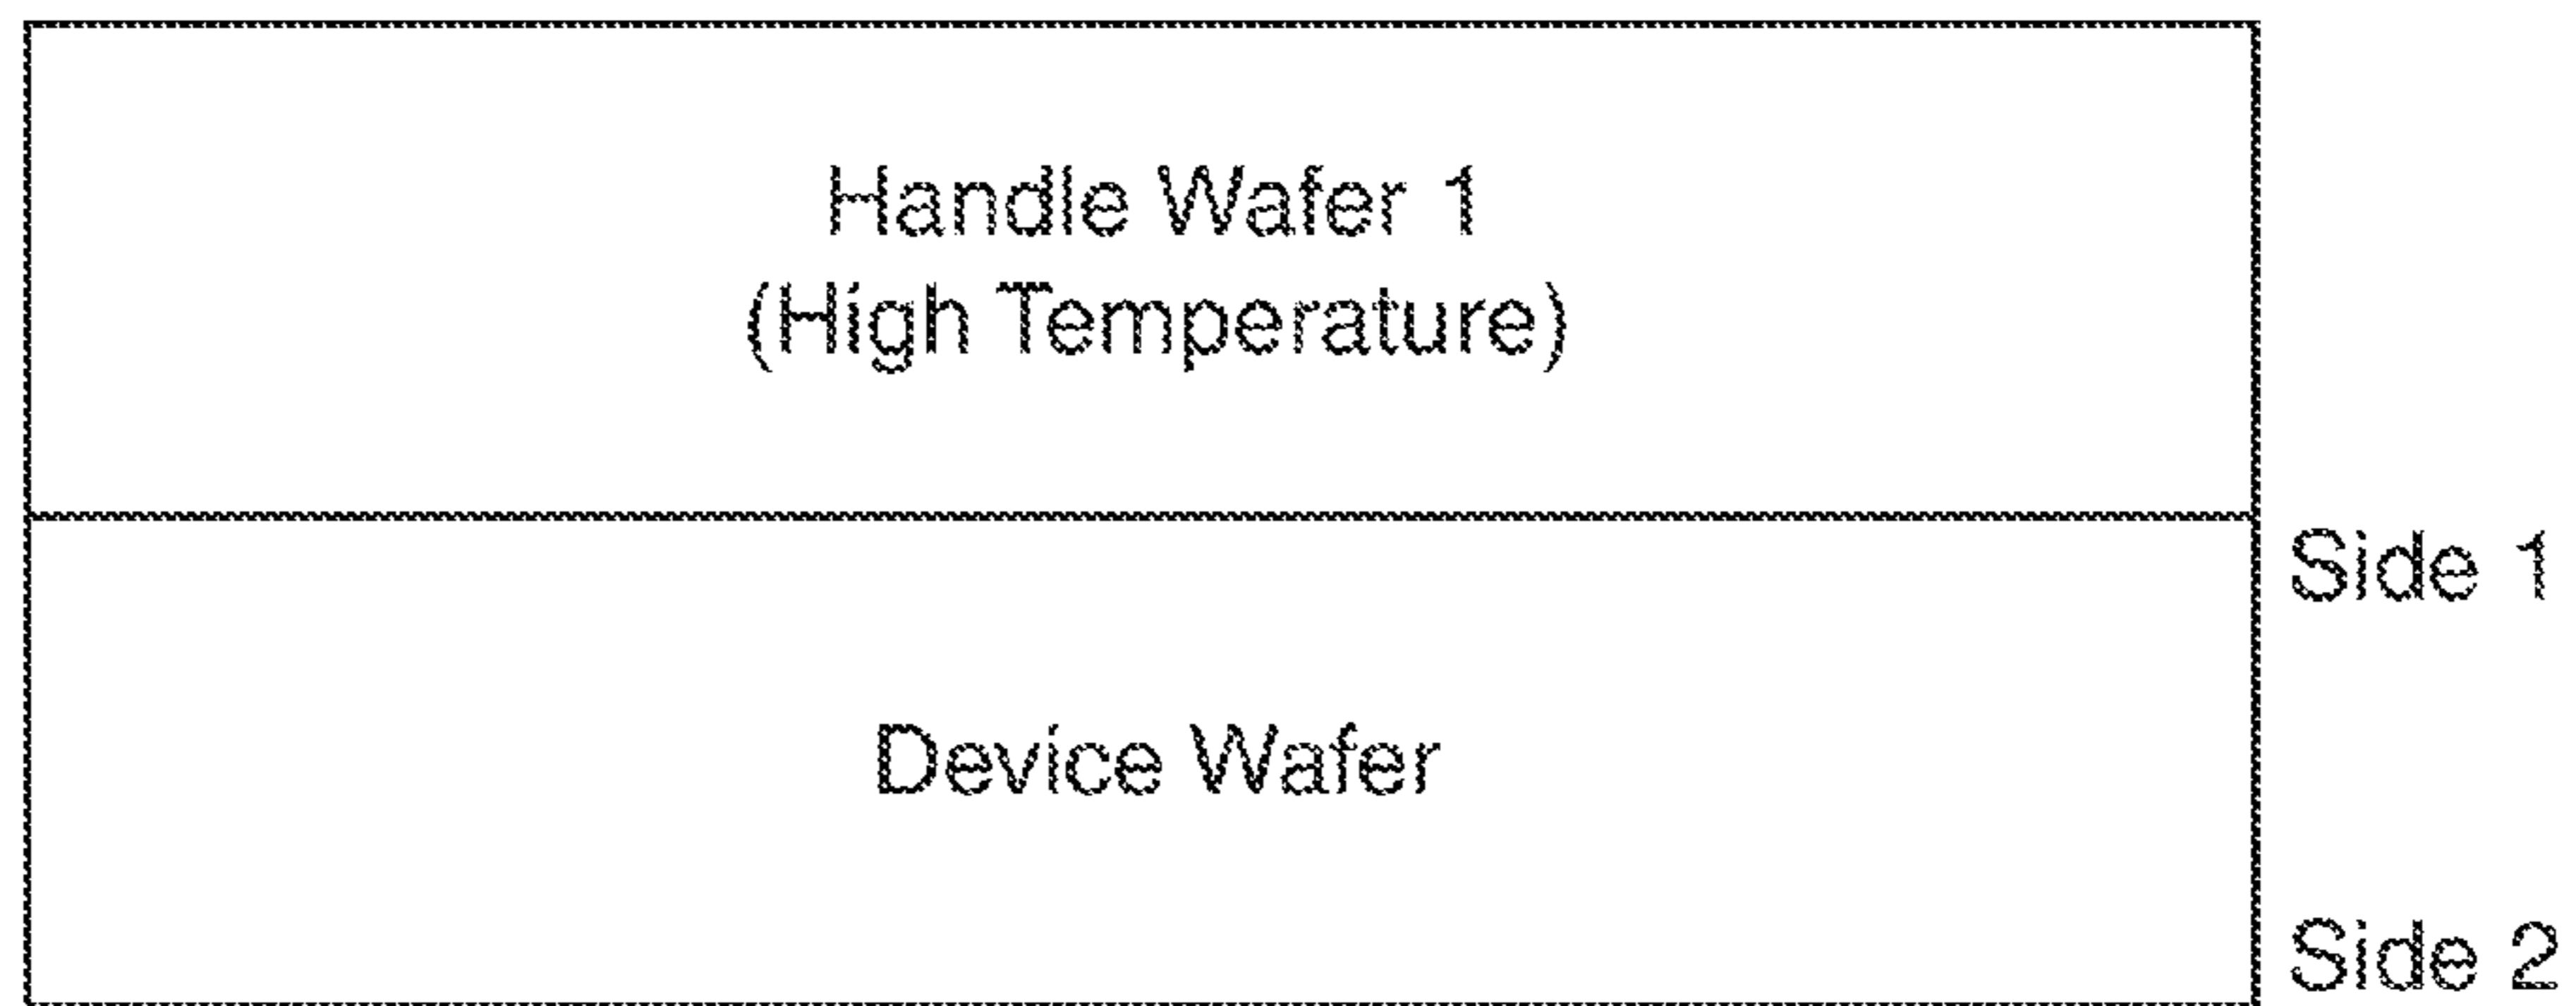 Handle Wafer 1
(High Temperature)
Side 1
Device Wafer
Side 2